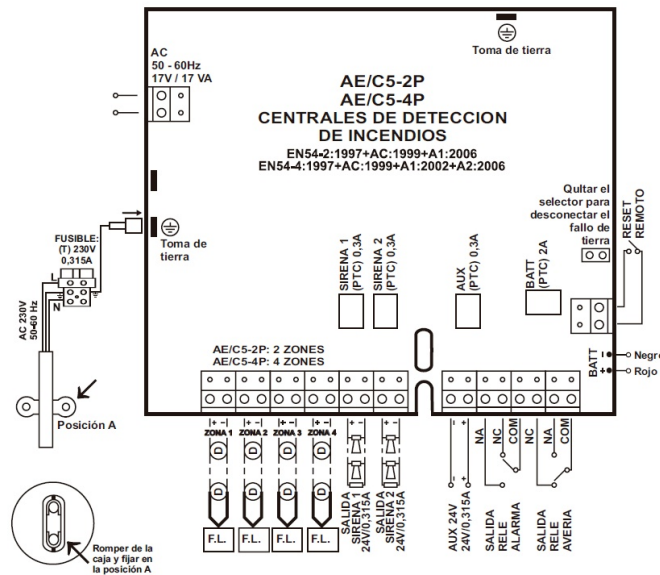 AC
50 - 60Hz
17V / 17 VA
Toma de tierra
AE/C5-2P
AE/C5-4P
CENTRALES DE DETECCION
DE INCENDIOS
EN54-2:1997+AC:1999+A1:2006
EN54-4:1997+AC:1999+A1:2002+A2:2006
Quitar el
selector para
desconectar el
fallo de
tierra
RESET
REMOTO
FUSIBLE:
(T) 230V
0,315A
Toma de
tierra
L
N
AC 230V
50-60 Hz
SIRENA 1
(PTC) 0,3A
SIRENA 2
(PTC) 0,3A
AUX
(PTC) 0,3A
BATT
(PTC) 2A
BATT
- Negro
+ Rojo
AE/C5-2P: 2 ZONES
AE/C5-4P: 4 ZONES
Posición A
+ - + - + - + - + - + - - +
ZONA 1 ZONA 2 ZONA 3 ZONA 4
NA NC COM NC NA COM
D D D D
D D D D
F.L. F.L. F.L. F.L.
SALIDA
SIRENA 1
24V/0,315A
SALIDA
SIRENA 2
24V/0,315A
AUX 24V
24V/0,315A
SALIDA
RELE
ALARMA
SALIDA
RELE
AVERIA
Romper de la
caja y fijar en
la posición A